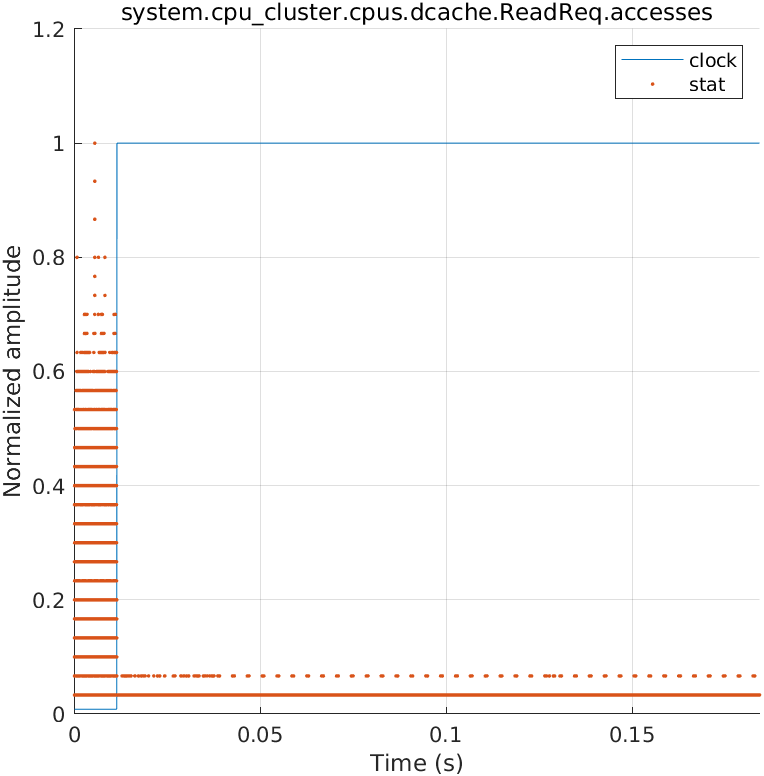 system.cpu_cluster.cpus.dcache.ReadReq.accesses
1.2
clock
stat
1
0.8
Normalized amplitude
0.6
0.4
0.2
0
0 0.05 0.1 0.15
Time (s)